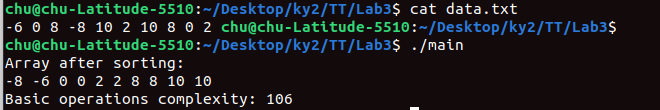 chu@chu-Latitude-5510:~/Desktop/ky2/TT/Lab3$ cat data.txt
-6 0 8 -8 10 2 10 8 0 2 chu@chu-Latitude-5510:~/Desktop/ky2/TT/Lab3$
chu@chu-Latitude-5510:~/Desktop/ky2/TT/Lab3$ ./main
Array after sorting:
-8 -6 0 0 2 2 8 8 10 10
Basic operations complexity: 106